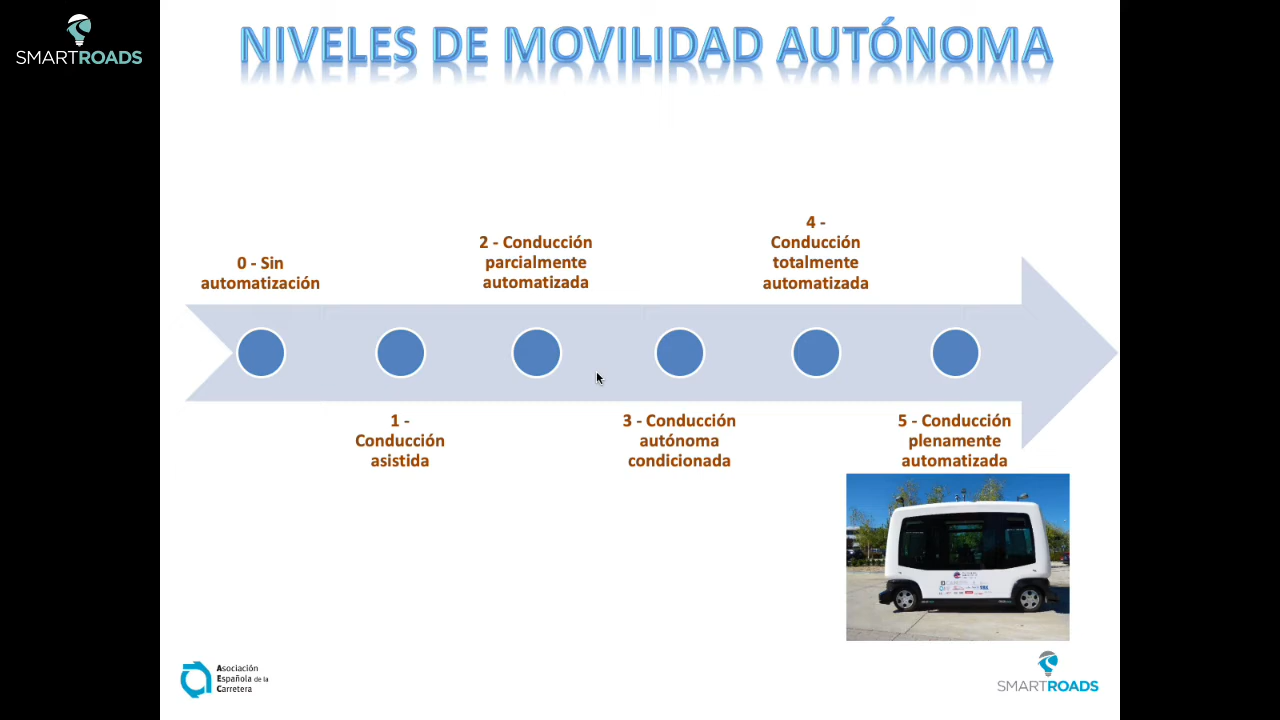 SMARTROADS
NIVELES DE MOVILIDAD AUTÓNOMA
0 - Sin
automatización
1 -
Conducción
asistida
2 - Conducción
parcialmente
automatizada
3 - Conducción
autónoma
condicionada
4 -
Conducción
totalmente
automatizada
5 - Conducción
plenamente
automatizada
Asociación
Española de la
Carretera
SMARTROADS